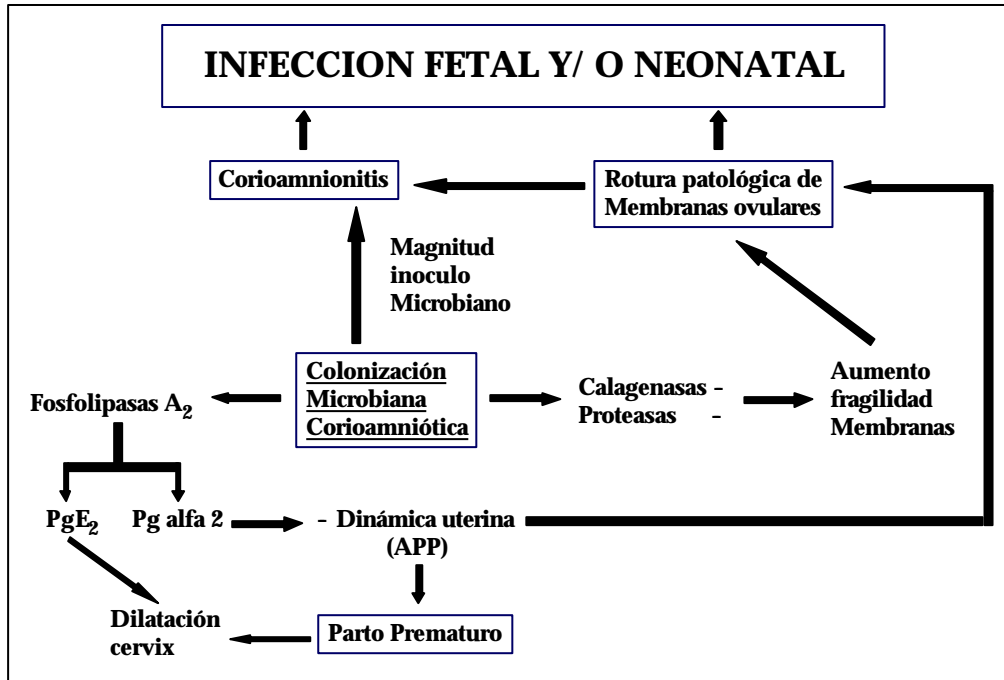 INFECCION FETAL Y/ O NEONATAL
Corioamnionitis
Rotura patológica de
Membranas ovulares
Magnitud
inoculo
Microbiano
Colonización
Microbiana
Corioamniótica
Fosfolipasas A₂
Calagenasas -
Proteasas -
Aumento
fragilidad
Membranas
PgE₂
Pg alfa 2
- Dinámica uterina
(APP)
Dilatación
cervix
Parto Prematuro